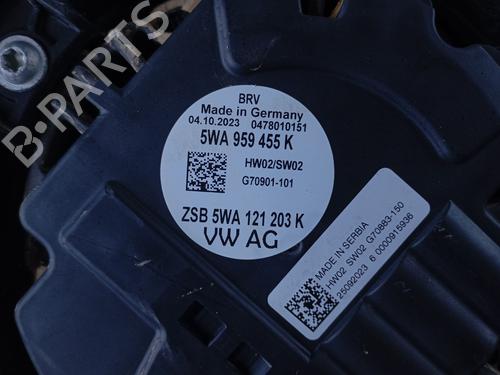 BRV
Made in Germany
04.10.2023 0478010151
5WA 959 455 K
HW02/SW02
G70901-101
ZSB 5WA 121 203 K
VW AG
MADE IN SERBIA
HW02 SW02 G70883-150
25092023 6 0000915936